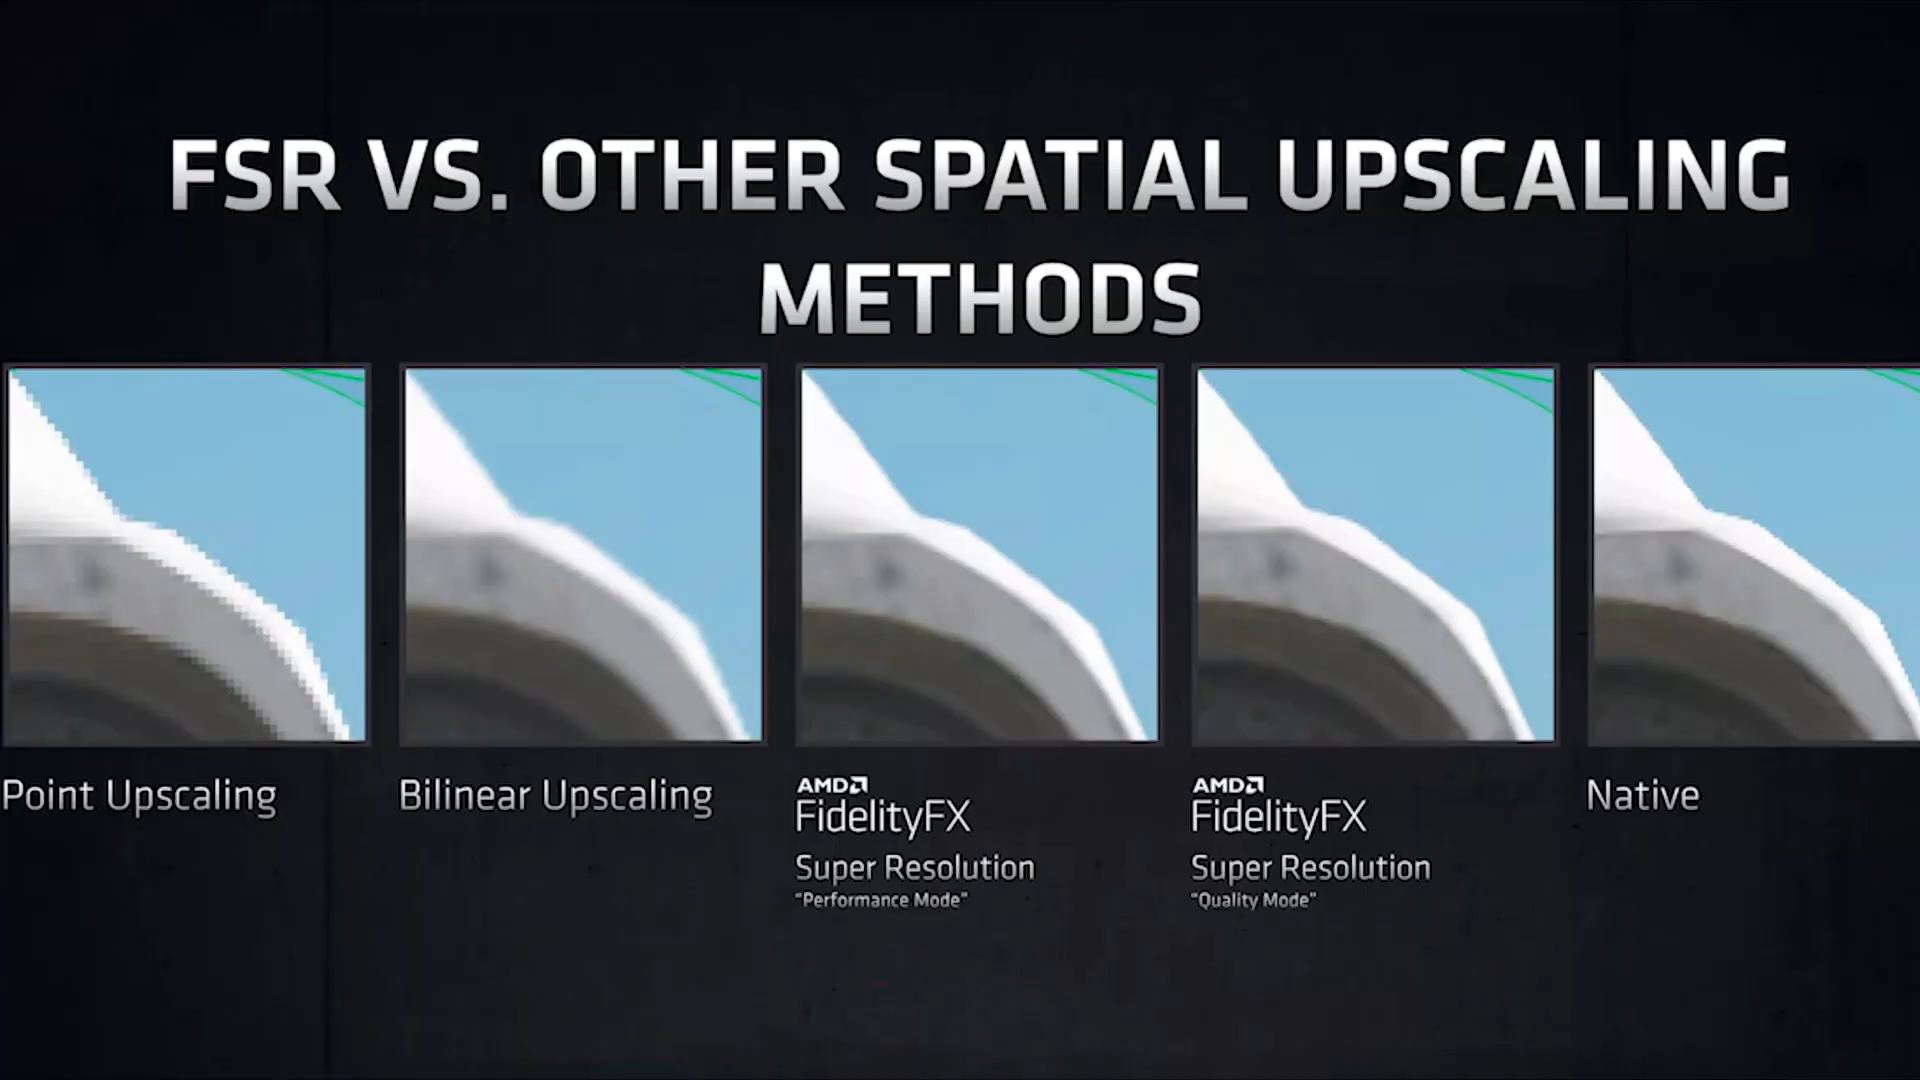 FSR VS. OTHER SPATIAL UPSCALING
METHODS
Point Upscaling
Bilinear Upscaling
AMD
FidelityFX
Super Resolution
"Performance Mode"
AMD
FidelityFX
Super Resolution
"Quality Mode"
Native